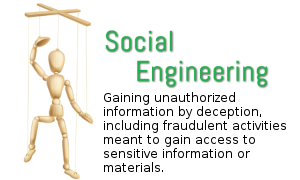 Social
Engineering
Gaining unauthorized
information by deception,
including fraudulent activities
meant to gain access to
sensitive information or
materials.